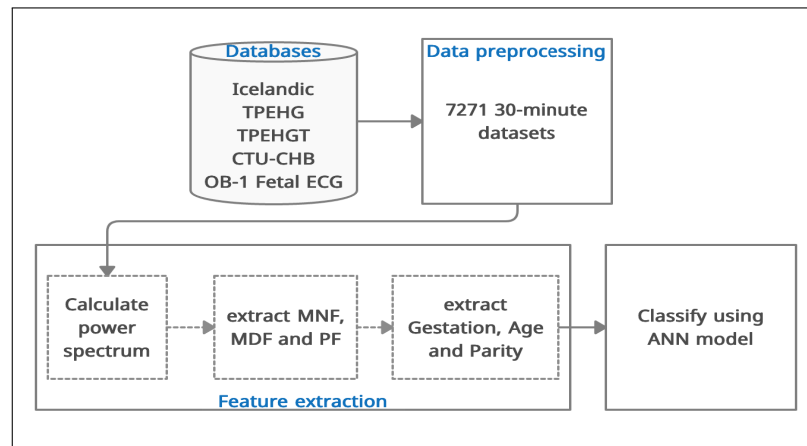 Databases
Icelandic
TPEHG
TPEHGT
CTU-CHB
OB-1 Fetal ECG
Data preprocessing
7271 30-minute
datasets
Calculate
power
spectrum
extract MNF,
MDF and PF
extract
Gestation, Age
and Parity
Feature extraction
Classify using
ANN model